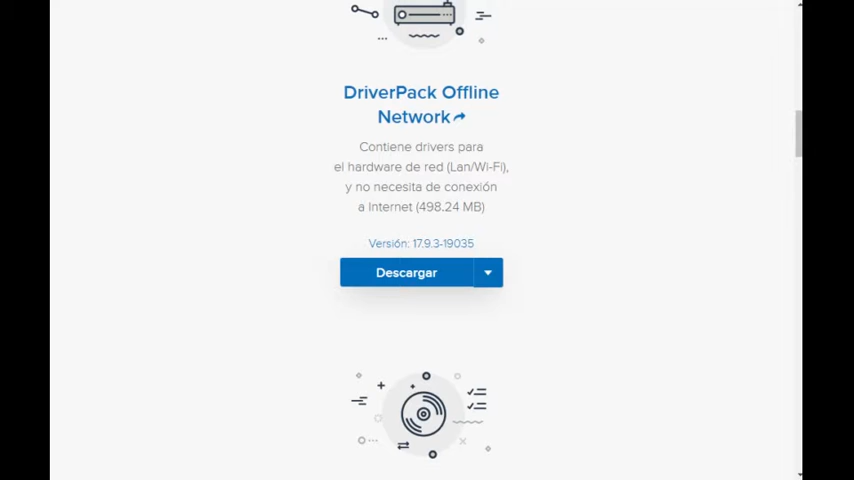 DriverPack Offline
Network
Contiene drivers para
el hardware de red (Lan/Wi-Fi),
y no necesita de conexión
a Internet (498.24 MB)
Versión: 17.9.3-19035
Descargar